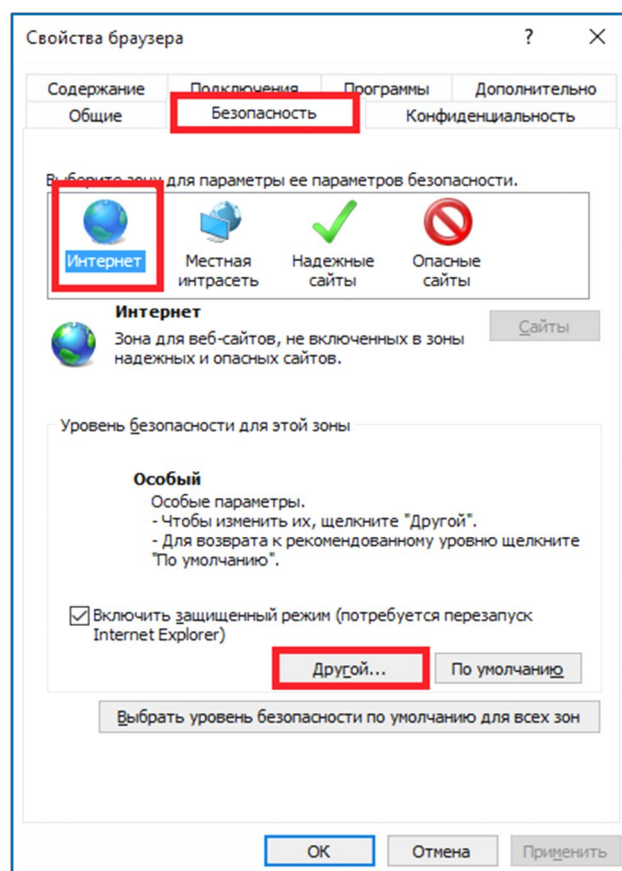 Свойства браузера ? ×
Содержание Подключения Программы Дополнительно
Общие Безопасность Конфиденциальность
Выберите зону для параметры ее параметров безопасности.
Интернет Местная интрасеть Надежные сайты Опасные сайты
Интернет
Сайты
Зона для веб-сайтов, не включенных в зоны
надежных и опасных сайтов.
Уровень безопасности для этой зоны
Особый
Особые параметры.
- Чтобы изменить их, щелкните "Другой".
- Для возврата к рекомендованному уровню щелкните
"По умолчанию".
Включить защищенный режим (потребуется перезапуск
Internet Explorer)
Другой... По умолчанию
Выбрать уровень безопасности по умолчанию для всех зон
ОК Отмена Применить